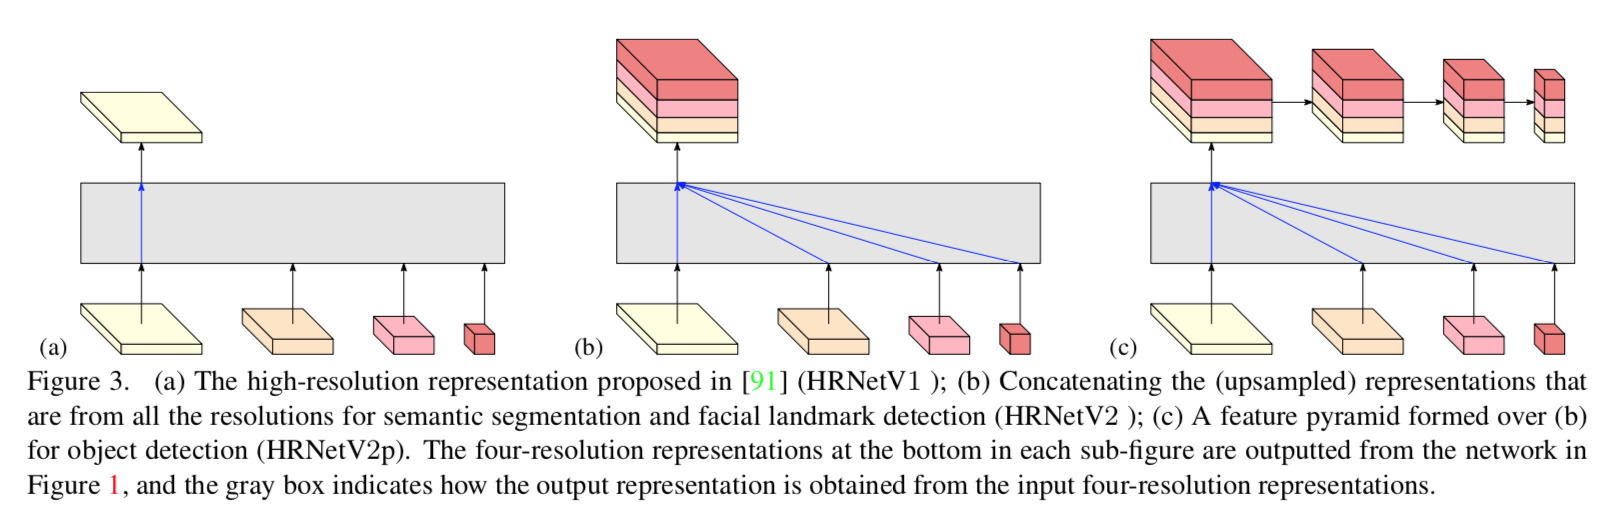 (a)
(b)
(c)
Figure 3. (a) The high-resolution representation proposed in [91] (HRNetV1 ); (b) Concatenating the (upsampled) representations that
are from all the resolutions for semantic segmentation and facial landmark detection (HRNetV2 ); (c) A feature pyramid formed over (b)
for object detection (HRNetV2p). The four-resolution representations at the bottom in each sub-figure are outputted from the network in
Figure 1, and the gray box indicates how the output representation is obtained from the input four-resolution representations.